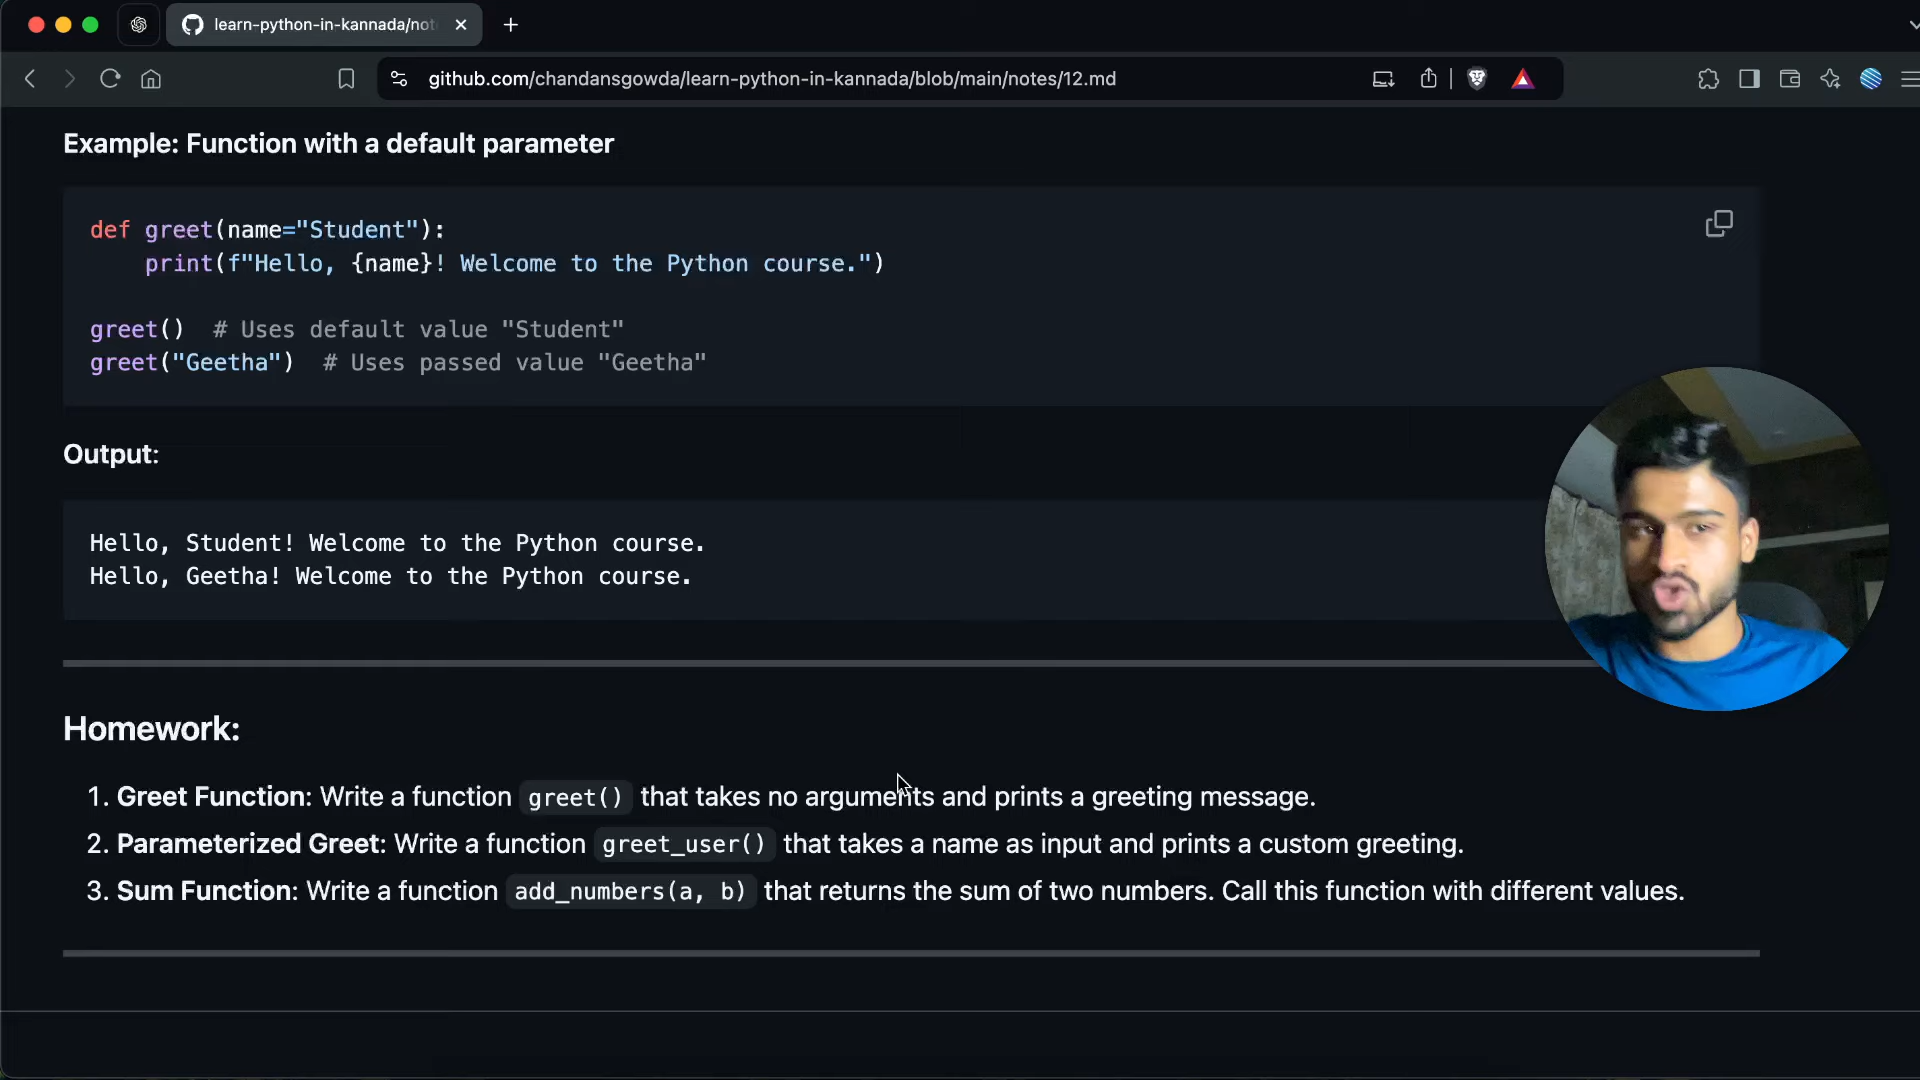 learn-python-in-kannada/not
github.com/chandansgowda/learn-python-in-kannada/blob/main/notes/12.md
Example: Function with a default parameter
def greet(name="Student"):
    print(f"Hello, {name}! Welcome to the Python course.")
greet()  # Uses default value "Student"
greet("Geetha")  # Uses passed value "Geetha"
Output:
Hello, Student! Welcome to the Python course.
Hello, Geetha! Welcome to the Python course.
Homework:
1. Greet Function: Write a function greet() that takes no arguments and prints a greeting message.
2. Parameterized Greet: Write a function greet_user() that takes a name as input and prints a custom greeting.
3. Sum Function: Write a function add_numbers(a, b) that returns the sum of two numbers. Call this function with different values.